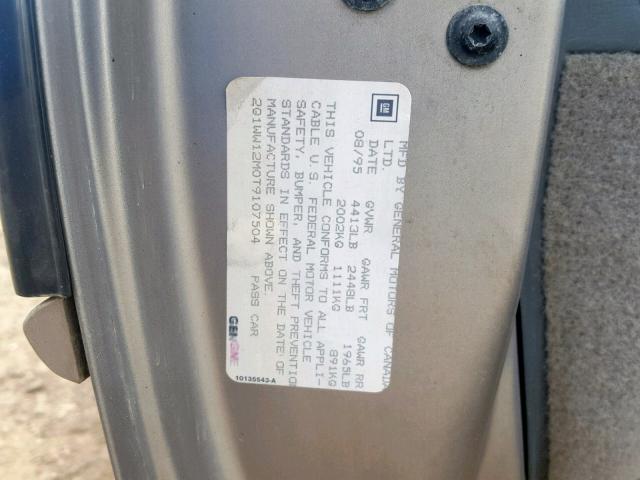 GM
MFD BY GENERAL MOTORS OF CANADA
LTD.
DATE GVWR GAWR FRT GAWR RR
08/95 4413LB 2448LB 1965LB
2002KG 1111KG 891KG
THIS VEHICLE CONFORMS TO ALL APPLI-
CABLE U.S. FEDERAL MOTOR VEHICLE
SAFETY, BUMPER, AND THEFT PREVENTION
STANDARDS IN EFFECT ON THE DATE OF
MANUFACTURE SHOWN ABOVE.
2G1WW12M0T9107504 PASS CAR
10135543-A